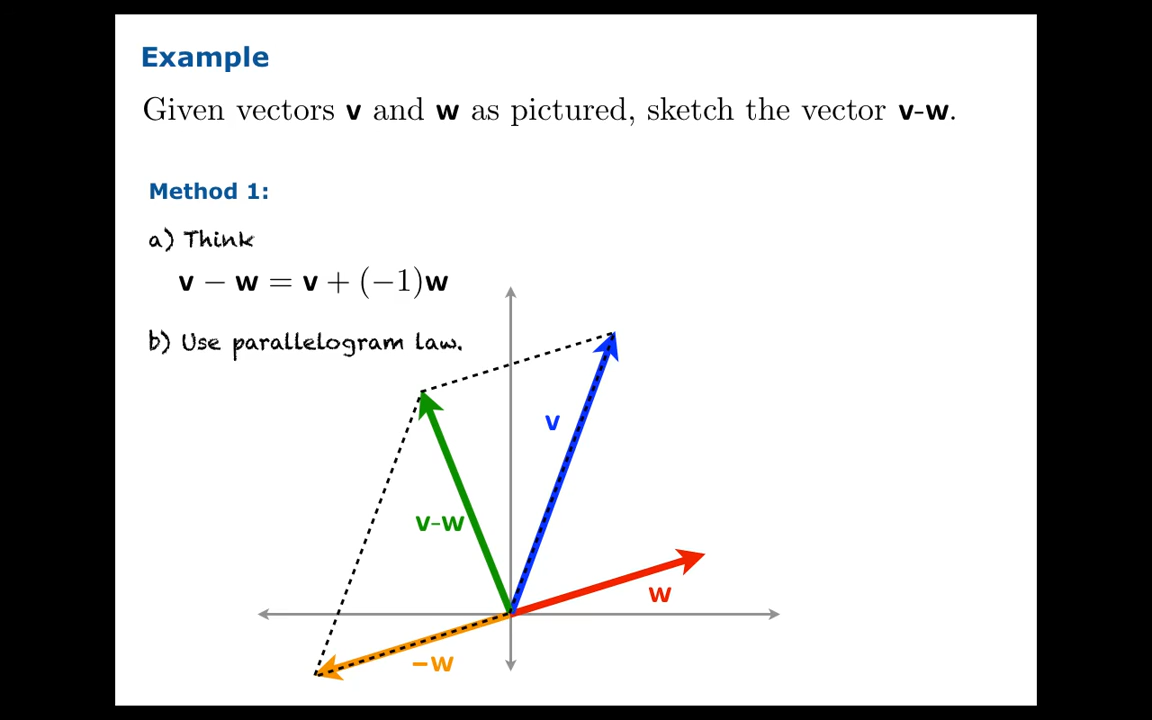 Example
Given vectors v and w as pictured, sketch the vector v-w.
Method 1:
a) Think
v − w = v + (−1)w
b) Use parallelogram law.
v
v-w
w
−w